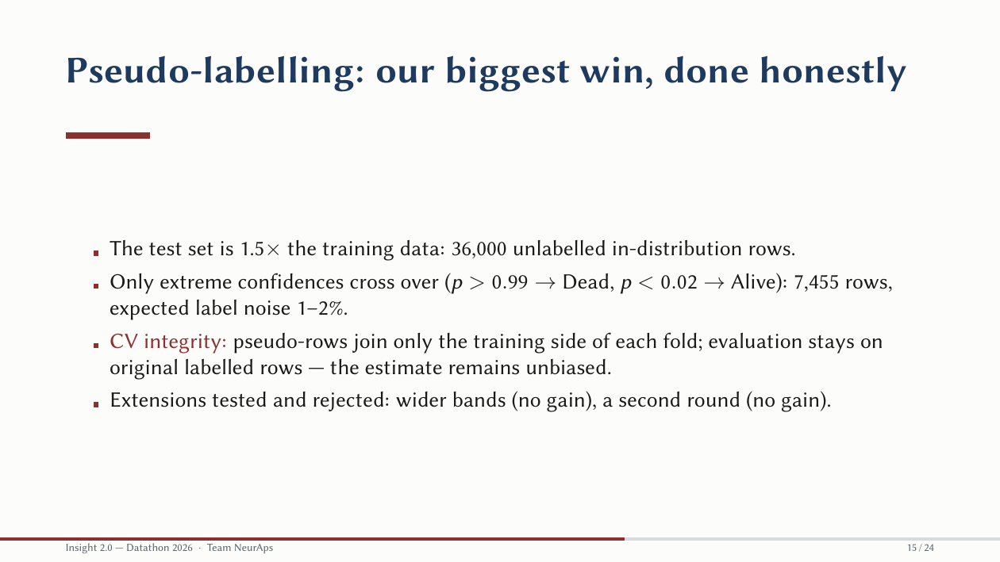 Pseudo-labelling: our biggest win, done honestly
▪ The test set is 1.5× the training data: 36,000 unlabelled in-distribution rows.
▪ Only extreme confidences cross over (p > 0.99 → Dead, p < 0.02 → Alive): 7,455 rows,
expected label noise 1–2%.
▪ CV integrity: pseudo-rows join only the training side of each fold; evaluation stays on
original labelled rows — the estimate remains unbiased.
▪ Extensions tested and rejected: wider bands (no gain), a second round (no gain).
Insight 2.0 — Datathon 2026 · Team NeurAps
15 / 24